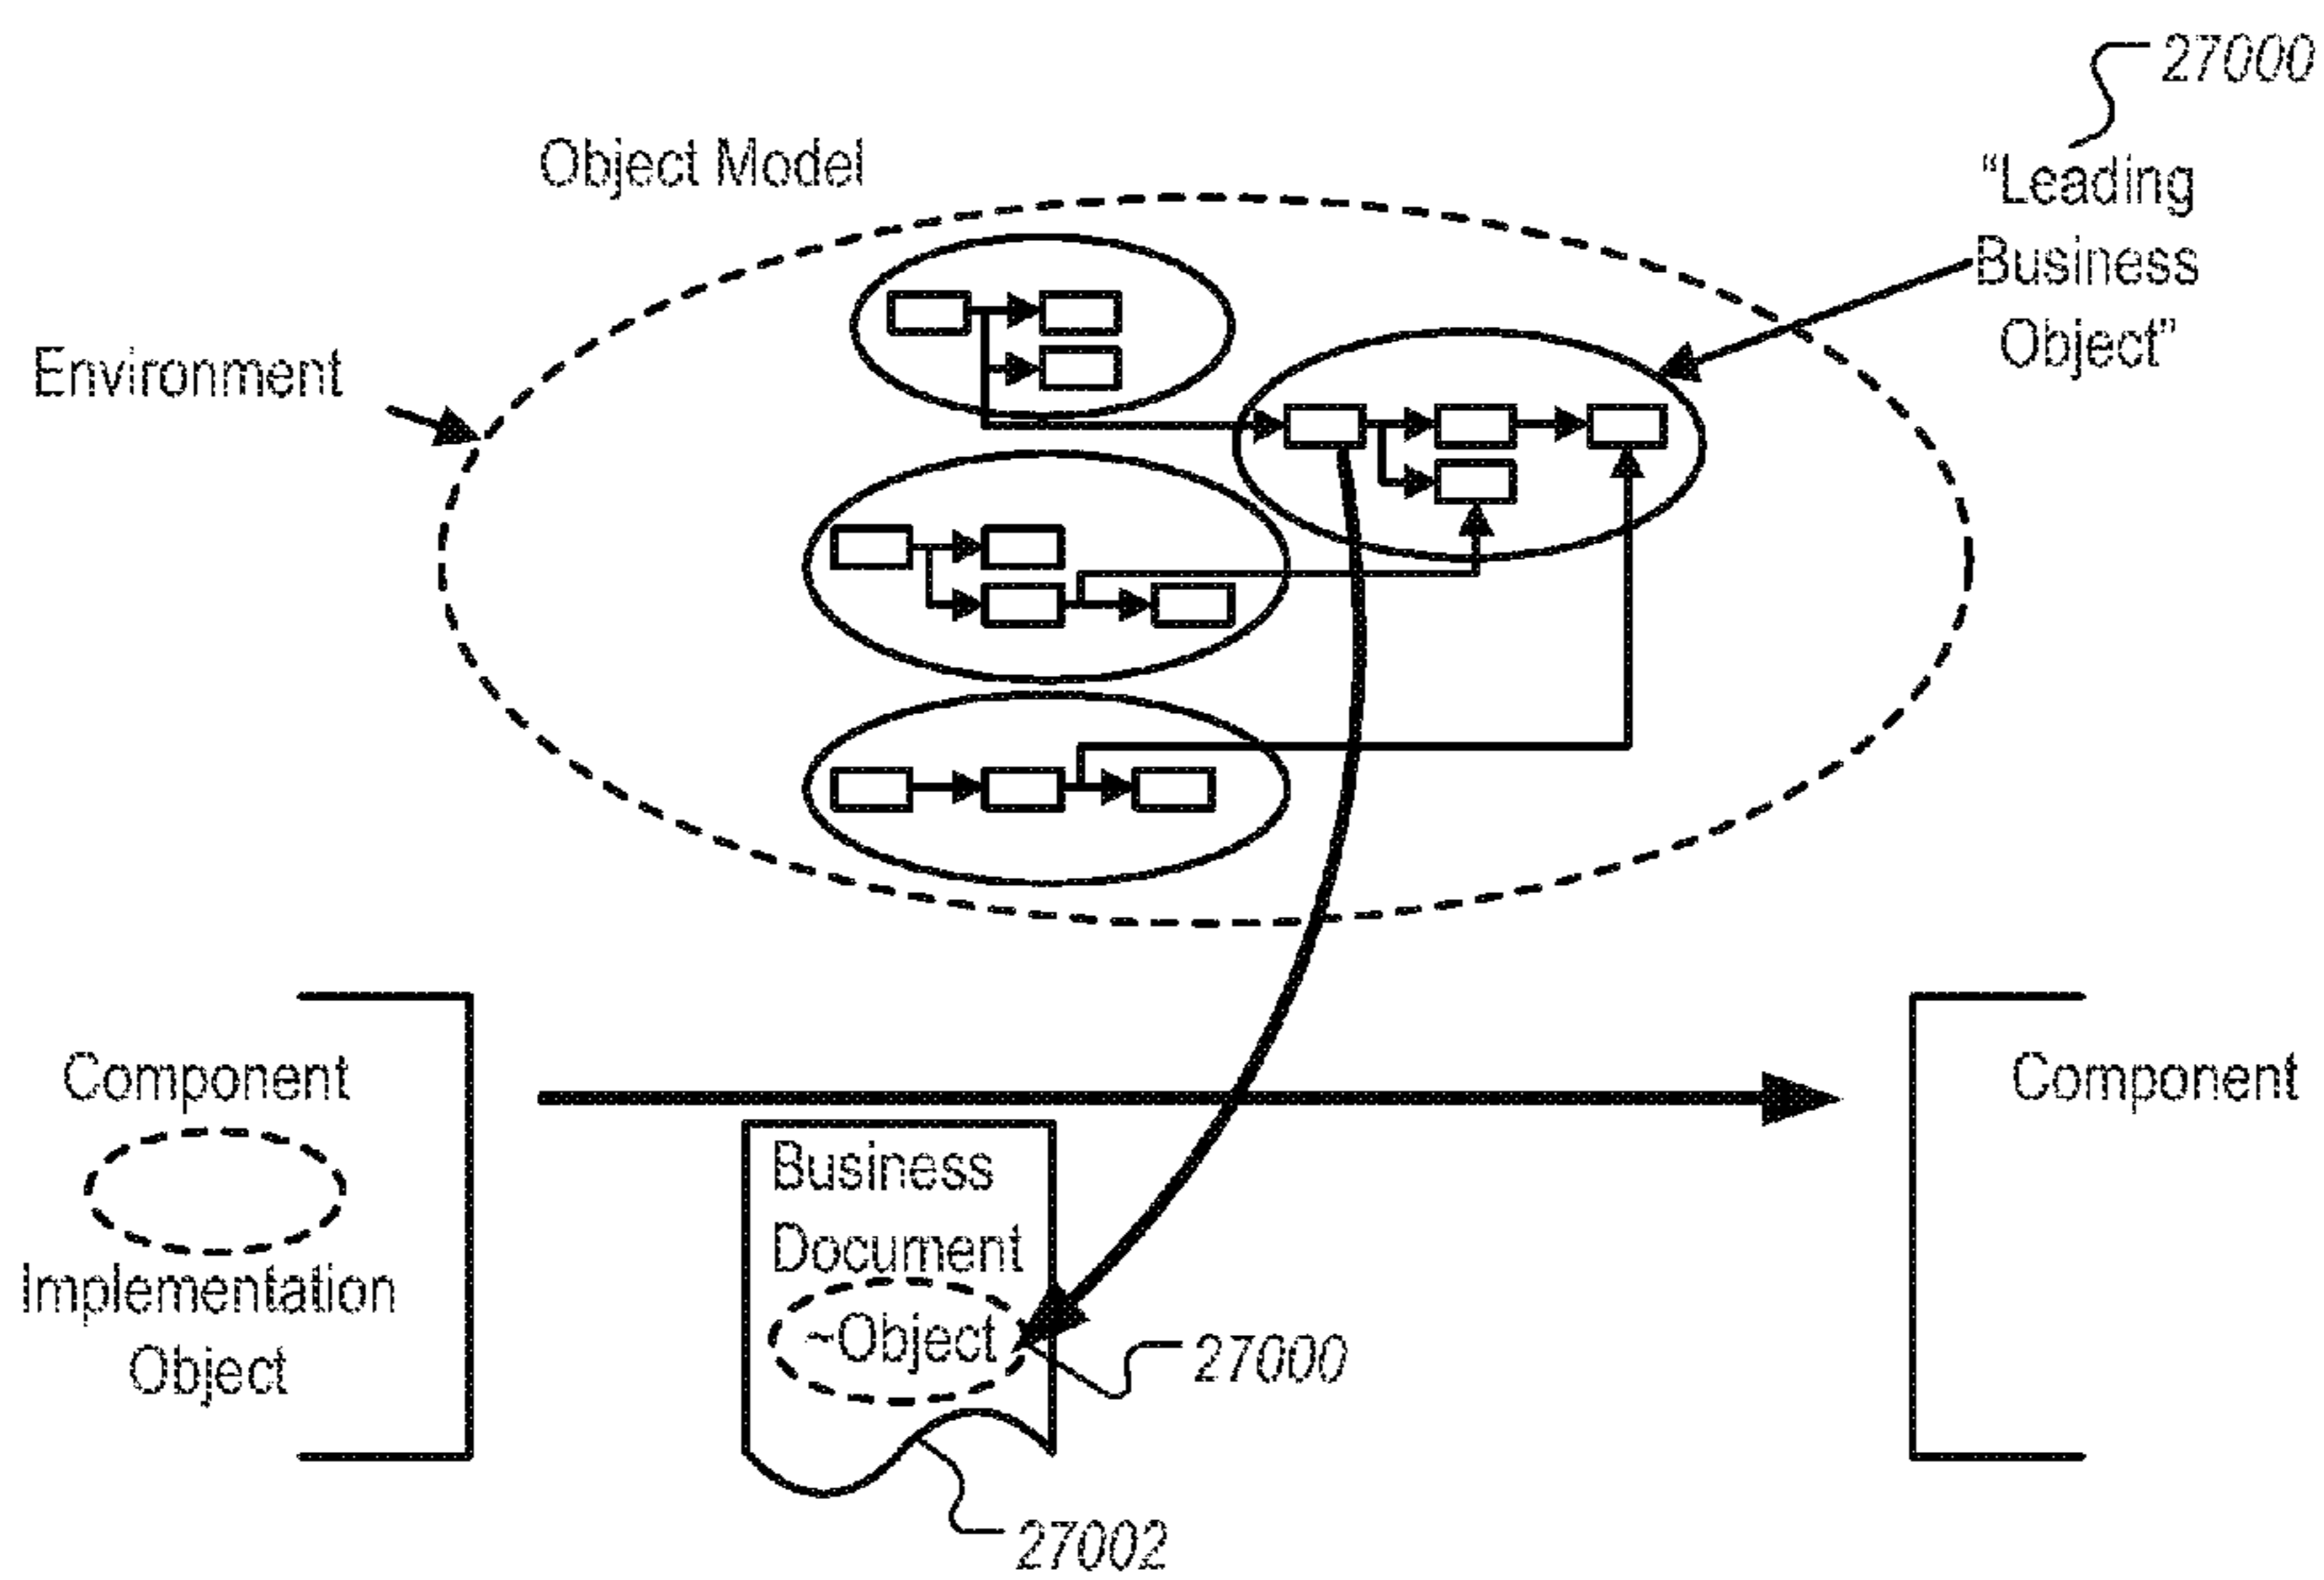 27000
Object Model
“Leading
Business
Object”
Environment
Component
Implementation
Object
Business
Document
~Object
27000
27002
Component